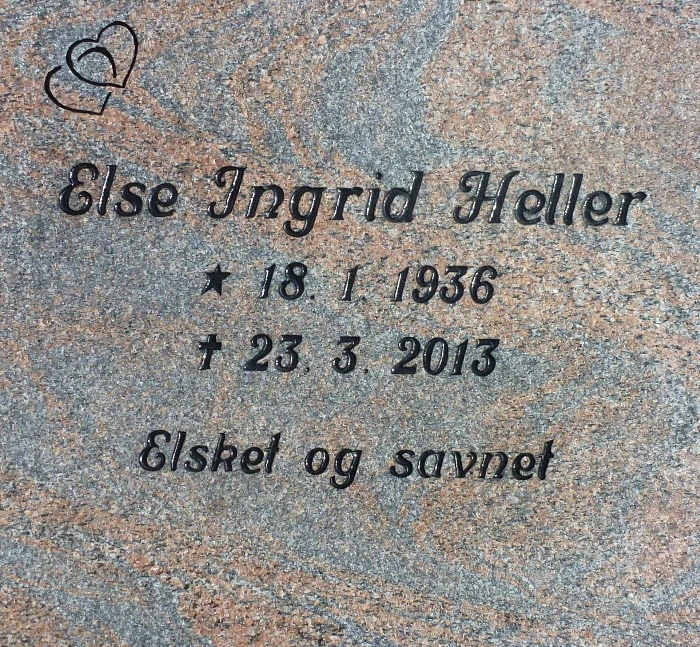 Else Ingrid Heller
★ 18. 1. 1936
✝ 23. 3. 2013
Elsket og savnet